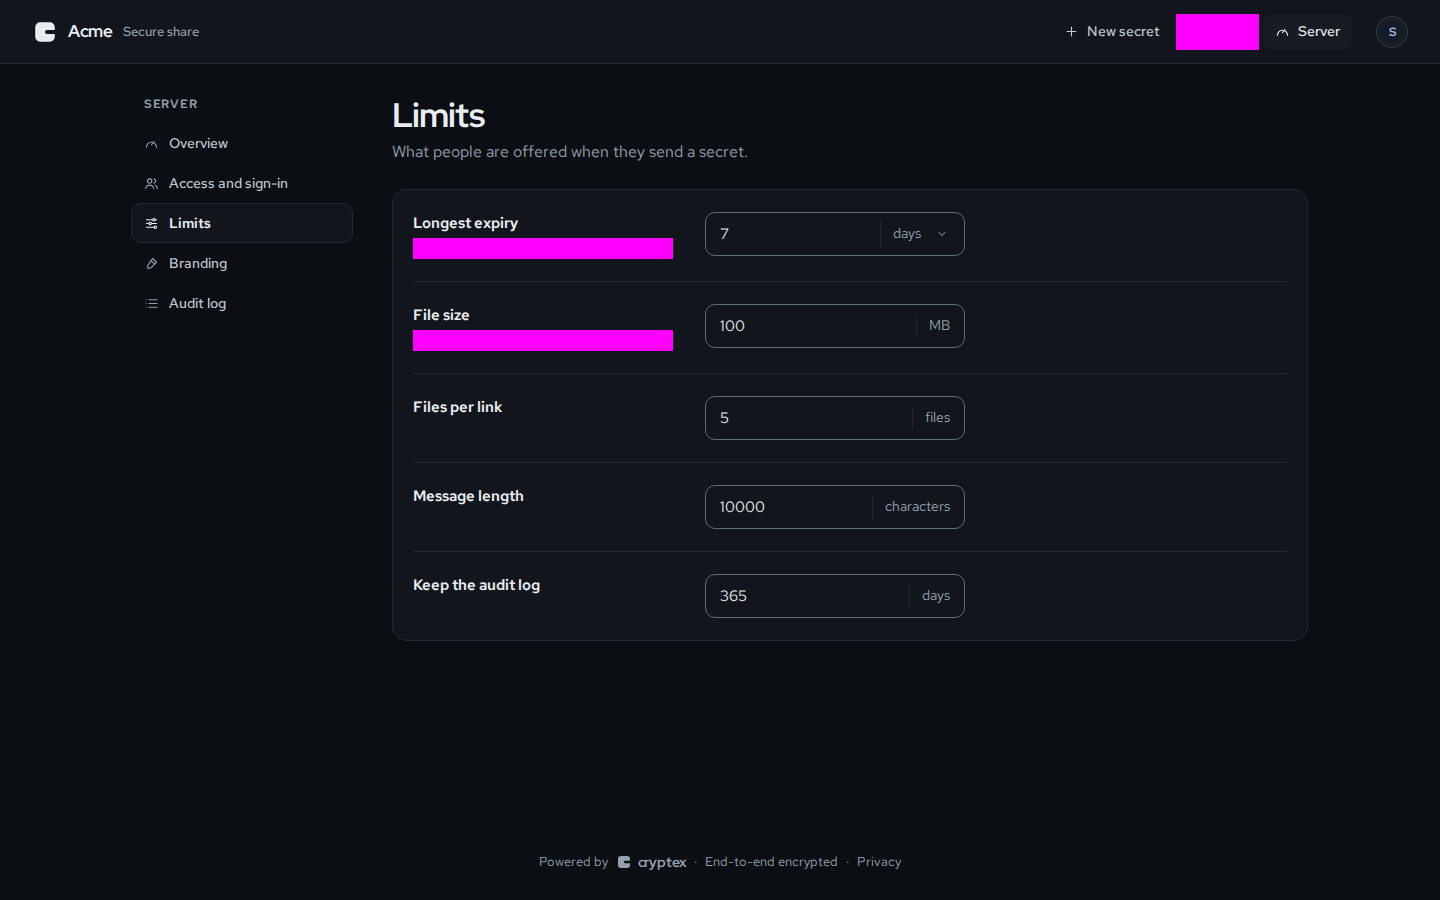 Acme Secure share
New secret
Server
S
SERVER
Overview
Access and sign-in
Limits
Branding
Audit log
Limits
What people are offered when they send a secret.
Longest expiry
7 days
File size
100 MB
Files per link
5 files
Message length
10000 characters
Keep the audit log
365 days
Powered by cryptex · End-to-end encrypted · Privacy